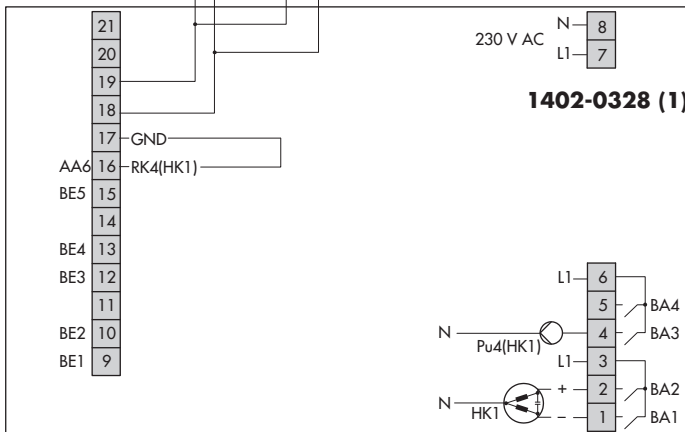 21
20
19
18
17 GND
AA6 16 RK4(HK1)
BE5 15
14
BE4 13
BE3 12
11
BE2 10
BE1 9
230 V AC
N 8
L1 7
1402-0328 (1)
L1 6
5 BA4
N Pu4(HK1) 4 BA3
L1 3
+ 2 BA2
N HK1 – 1 BA1